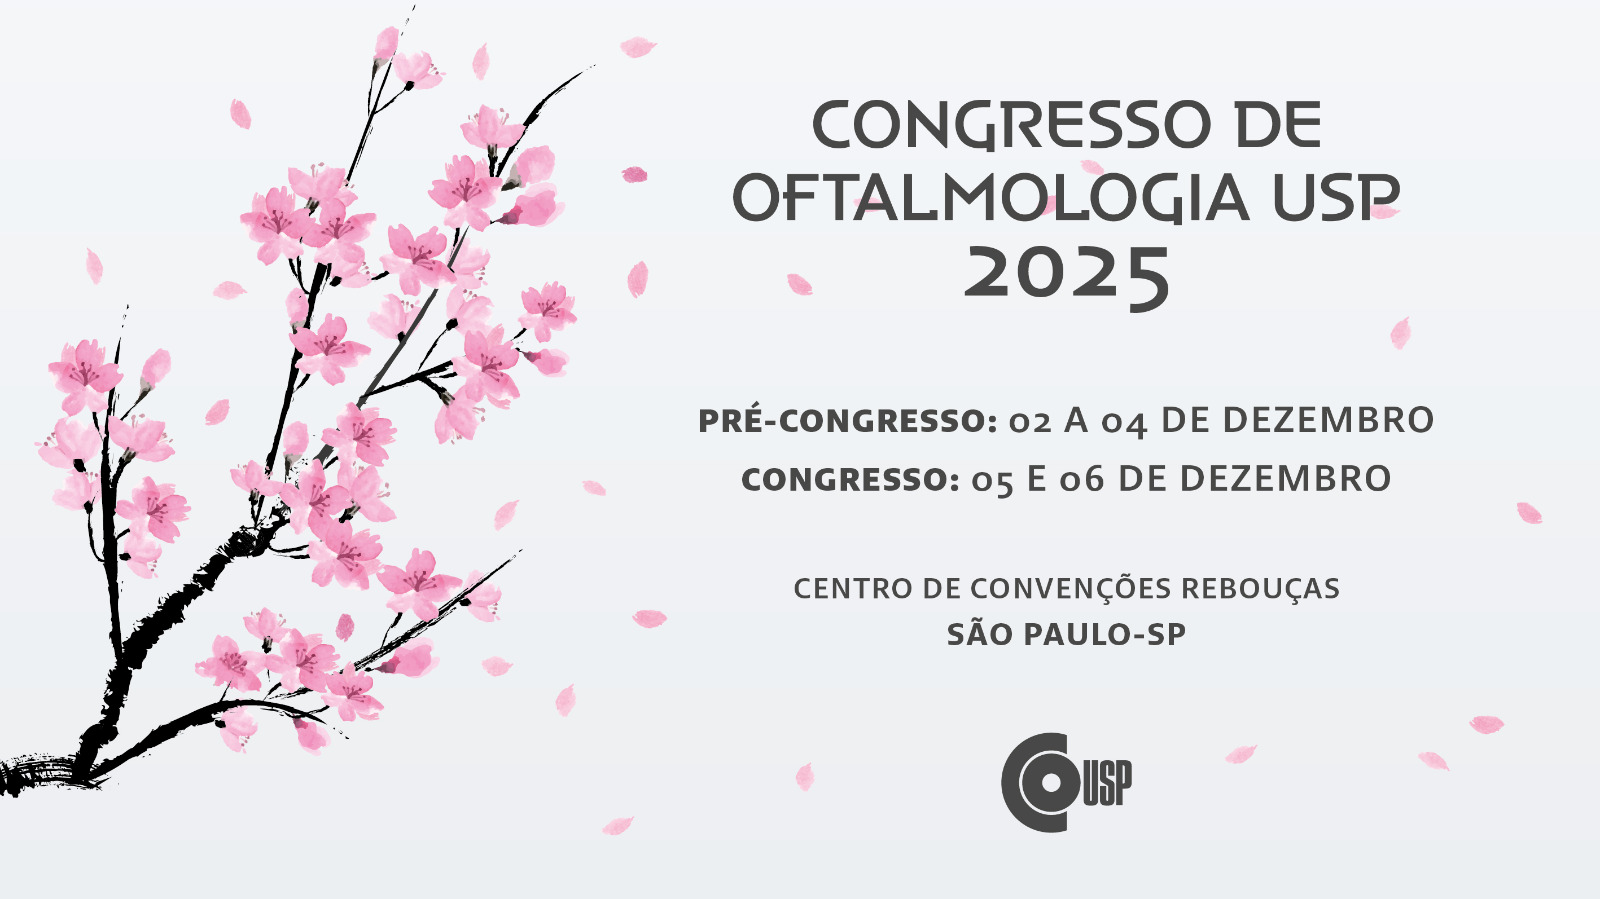 CONGRESSO DE
OFTALMOLOGIA USP
2025
PRÉ-CONGRESSO: 02 A 04 DE DEZEMBRO
CONGRESSO: 05 E 06 DE DEZEMBRO
CENTRO DE CONVENÇÕES REBOUÇAS
SÃO PAULO-SP
USP